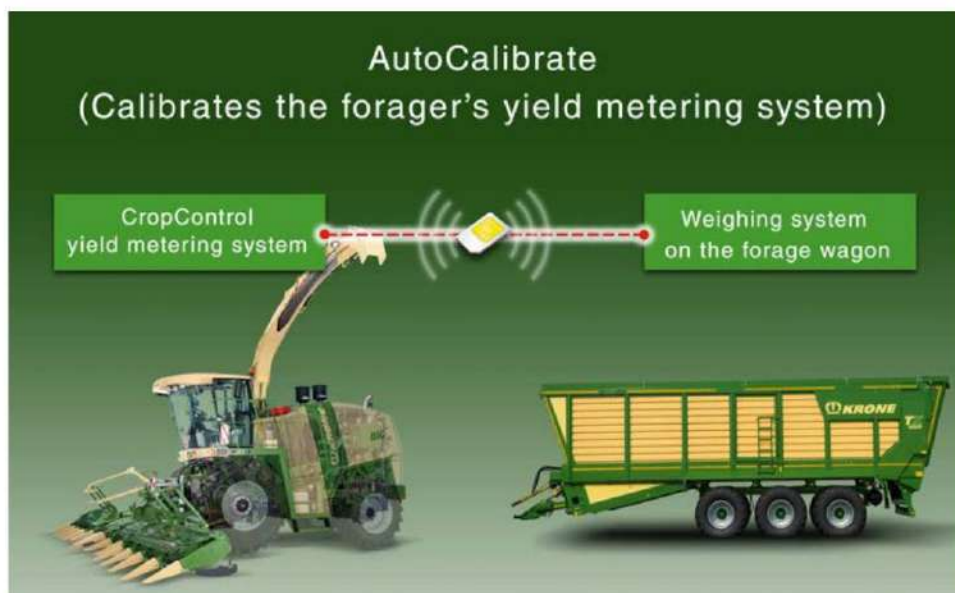 AutoCalibrate
(Calibrates the forager's yield metering system)
CropControl
yield metering system
Weighing system
on the forage wagon
KRONE